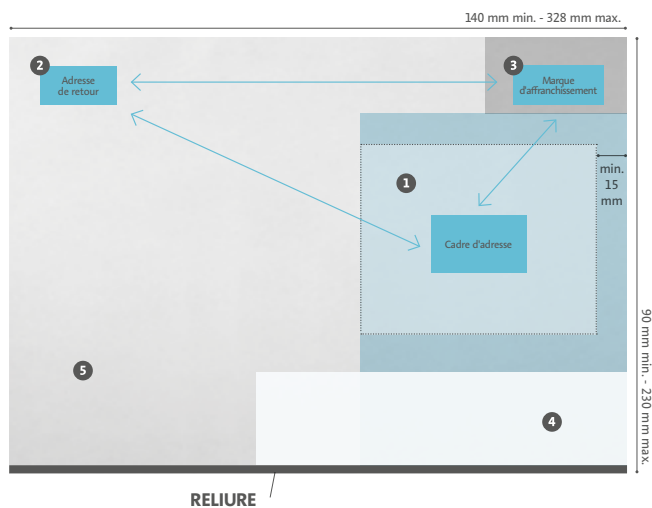 140 mm min. - 328 mm max.
2
Adresse
de retour
3
Marque
d'affranchissement
min.
15
mm
1
Cadre d'adresse
90 mm min. - 230 mm max.
5
4
RELIURE